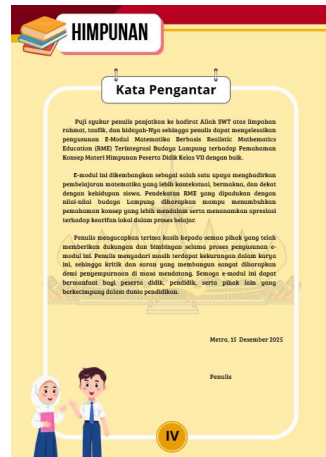 HIMPUNAN
Kata Pengantar
Puji syukur penulis panjatkan ke hadirat Allah SWT atas limpahan
rahmat, taufik, dan hidayah-Nya sehingga penulis dapat menyelesaikan
penyusunan E-Modul Matematika Berbasis Realistic Mathematics
Education (RME) Terintegrasi Budaya Lampung terhadap Pemahaman
Konsep Materi Himpunan Peserta Didik Kelas VII dengan baik.
E-modul ini dikembangkan sebagai salah satu upaya menghadirkan
pembelajaran matematika yang lebih kontekstual, bermakna, dan dekat
dengan kehidupan siswa. Pendekatan RME yang dipadukan dengan
nilai-nilai budaya Lampung diharapkan mampu menumbuhkan
pemahaman konsep yang lebih mendalam serta menanamkan apresiasi
terhadap kearifan lokal dalam proses belajar.
Penulis mengucapkan terima kasih kepada semua pihak yang telah
memberikan dukungan dan bimbingan selama proses penyusunan e-
modul ini. Penulis menyadari masih terdapat kekurangan dalam karya
ini, sehingga kritik dan saran yang membangun sangat diharapkan
demi penyempurnaan di masa mendatang. Semoga e-modul ini dapat
bermanfaat bagi peserta didik, pendidik, serta pihak lain yang
berkecimpung dalam dunia pendidikan.
Metro, 15 Desember 2025
Penulis
IV